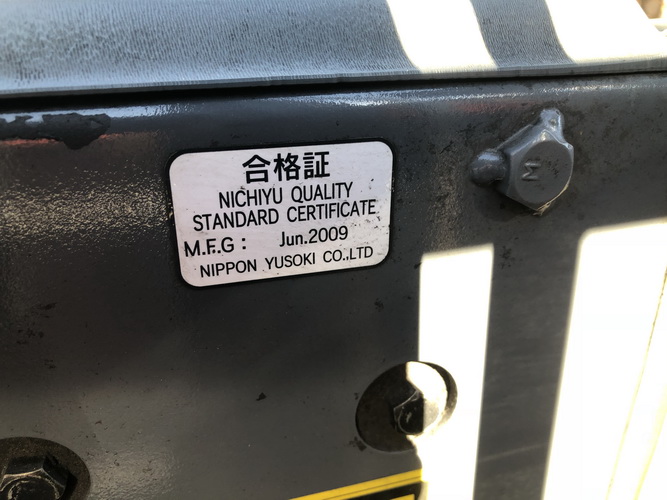 合格証
NICHIYU QUALITY
STANDARD CERTIFICATE
M.F.G : Jun.2009
NIPPON YUSOKI CO.,LTD
M